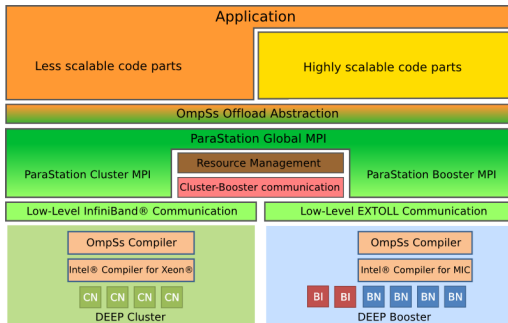 Application
Less scalable code parts
Highly scalable code parts
OmpSs Offload Abstraction
ParaStation Global MPI
Resource Management
ParaStation Cluster MPI
ParaStation Booster MPI
Cluster-Booster communication
Low-Level InfiniBand® Communication
Low-Level EXTOLL Communication
OmpSs Compiler
OmpSs Compiler
Intel® Compiler for Xeon®
Intel® Compiler for MIC
CN CN CN CN
BI BI BN BN BN BN
DEEP Cluster
DEEP Booster